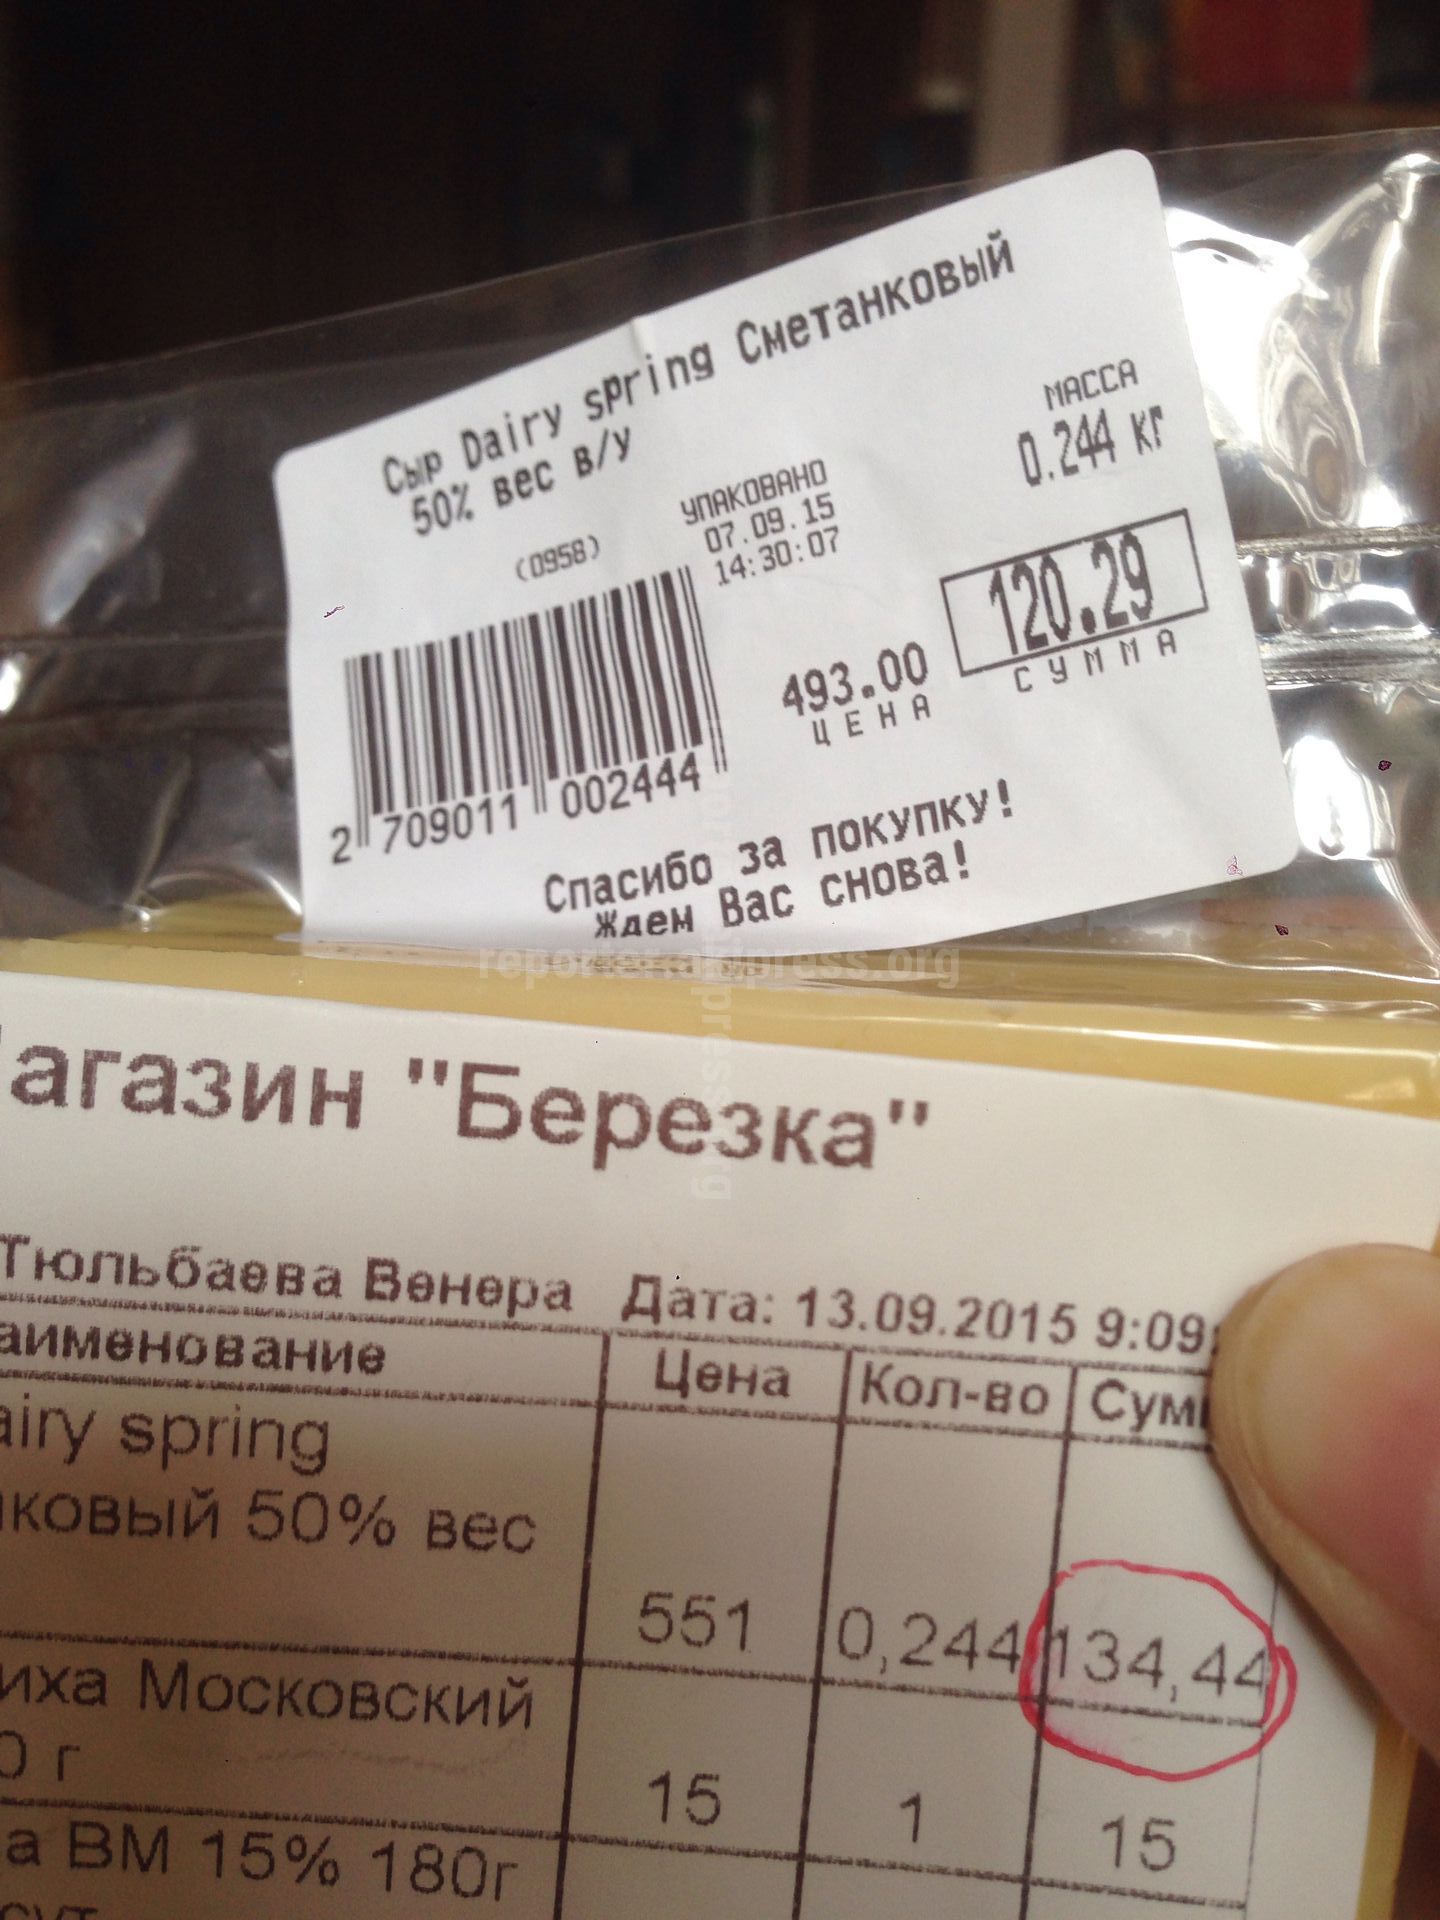 Сыр Dairy spring Сметанковый
50% вес в/у
МАССА
0.244 кг
(0958)
УПАКОВАНО
07.09.15
14:30:07
120.29
СУММА
493.00
ЦЕНА
2 709011 002444
Спасибо за покупку!
Ждем Вас снова!
агазин "Березка"
Тюльбаева Венера Дата: 13.09.2015 9:09
аименование Цена Кол-во Сум
airy spring
ковый 50% вес
551 0,244 134,44
иха Московский
0 г
15 1 15
а ВМ 15% 180г